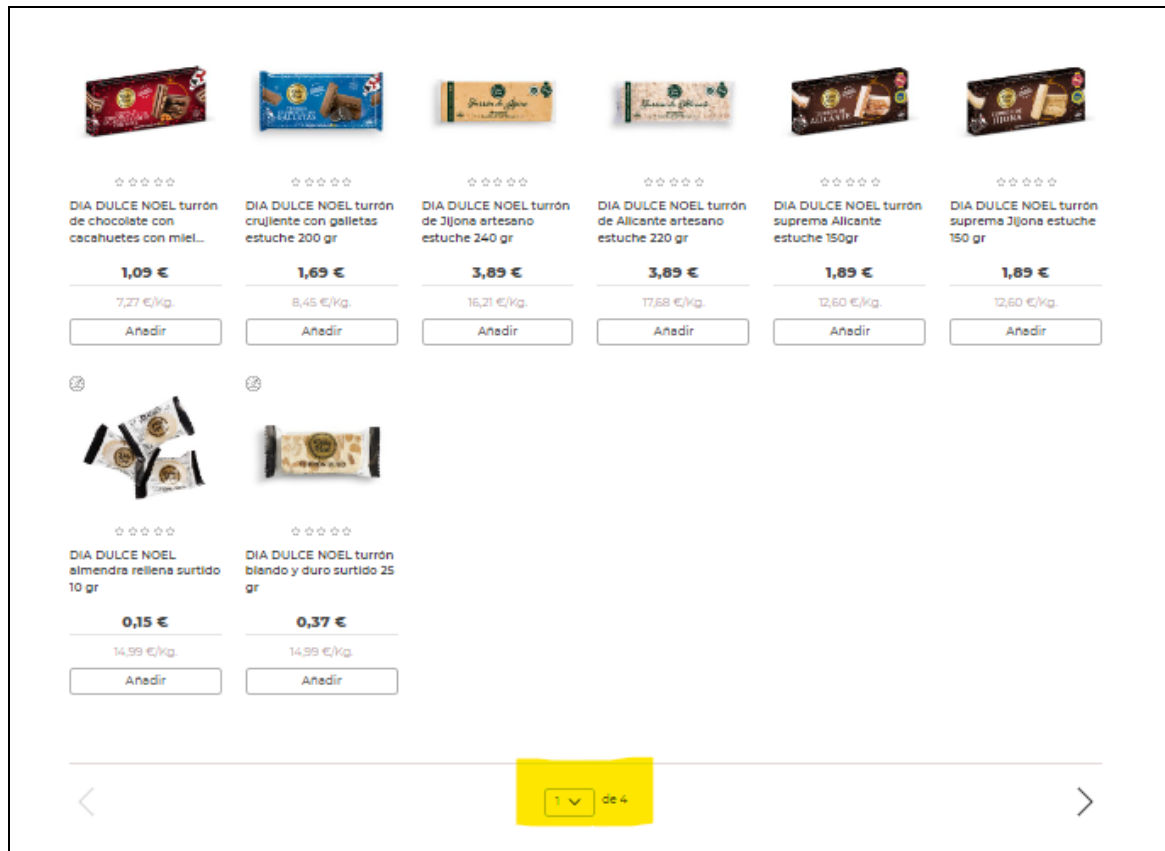 DIA DULCE NOEL turrón
de chocolate con
cacahuetes con miel...
1,09 €
7,27 €/Kg.
Añadir
DIA DULCE NOEL turrón
crujiente con galletas
estuche 200 gr
1,69 €
8,45 €/Kg.
Añadir
DIA DULCE NOEL turrón
de Jijona artesano
estuche 240 gr
3,89 €
16,21 €/Kg.
Añadir
DIA DULCE NOEL turrón
de Alicante artesano
estuche 220 gr
3,89 €
17,68 €/Kg.
Añadir
ALICANTE
DIA DULCE NOEL turrón
suprema Alicante
estuche 150gr
1,89 €
12,60 €/Kg.
Añadir
JIJONA
DIA DULCE NOEL turrón
suprema Jijona estuche
150 gr
1,89 €
12,60 €/Kg.
Añadir
DIA DULCE NOEL
almendra rellena surtido
10 gr
0,15 €
14,99 €/Kg.
Añadir
DIA DULCE NOEL turrón
blando y duro surtido 25
gr
0,37 €
14,99 €/Kg.
Añadir
1 de 4